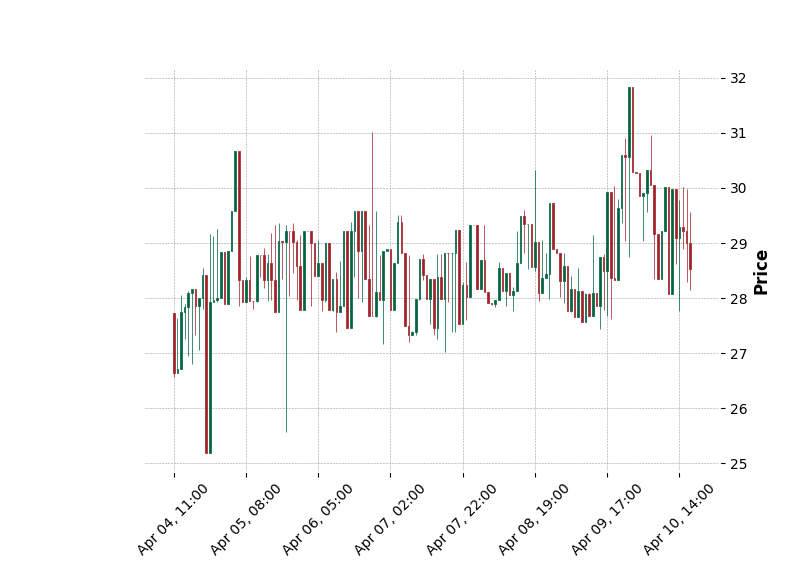 32
31
30
29
28
27
26
25
Price
Apr 04, 11:00
Apr 05, 08:00
Apr 06, 05:00
Apr 07, 02:00
Apr 07, 22:00
Apr 08, 19:00
Apr 09, 17:00
Apr 10, 14:00